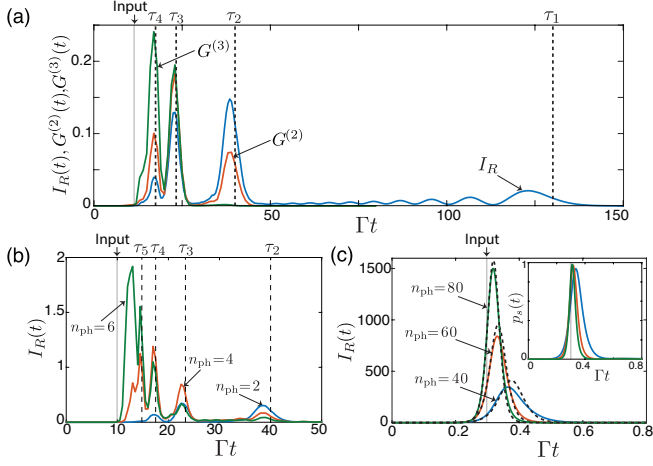 (a)
Input
τ₄ τ₃ τ₂ τ₁
I_R(t), G^(2)(t), G^(3)(t)
0.2
0.1
0
G^(3)
G^(2)
I_R
0 50 100 150
Γt
(b)
Input
τ₅ τ₄ τ₃ τ₂
I_R(t)
2
1.5
1
0.5
0
n_ph=6
n_ph=4
n_ph=2
0 10 20 30 40 50
Γt
(c)
Input
I_R(t)
1500
1000
500
0
n_ph=80
n_ph=60
n_ph=40
0 0.2 0.4 0.6 0.8
Γt
p_s(t)
1
0
0 0.4 0.8
Γt